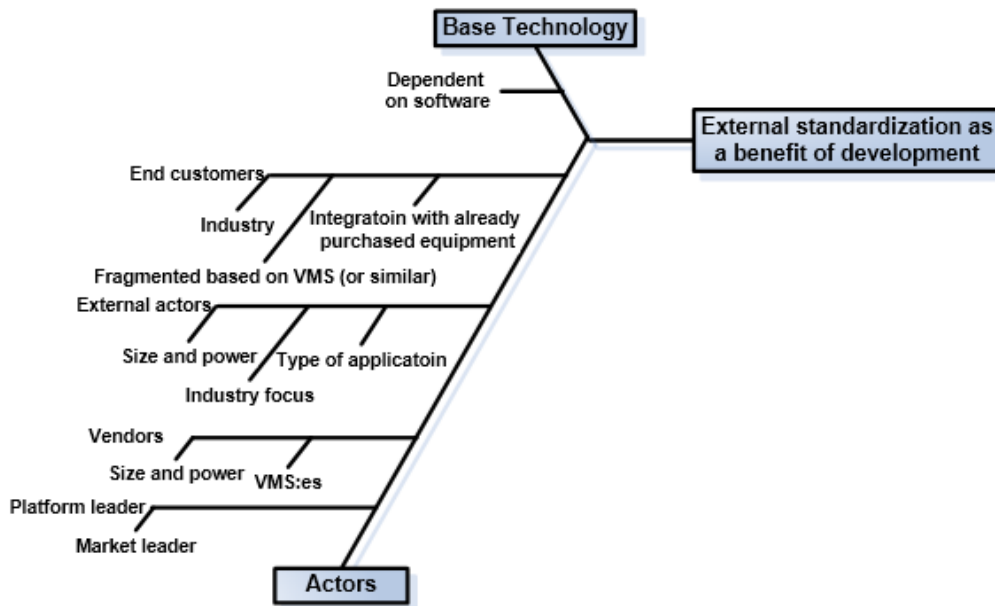 Base Technology
Dependent
on software
External standardization as
a benefit of development
End customers
Industry
Integratoin with already
purchased equipment
Fragmented based on VMS (or similar)
External actors
Size and power
Type of applicatoin
Industry focus
Vendors
Size and power
VMS:es
Platform leader
Market leader
Actors